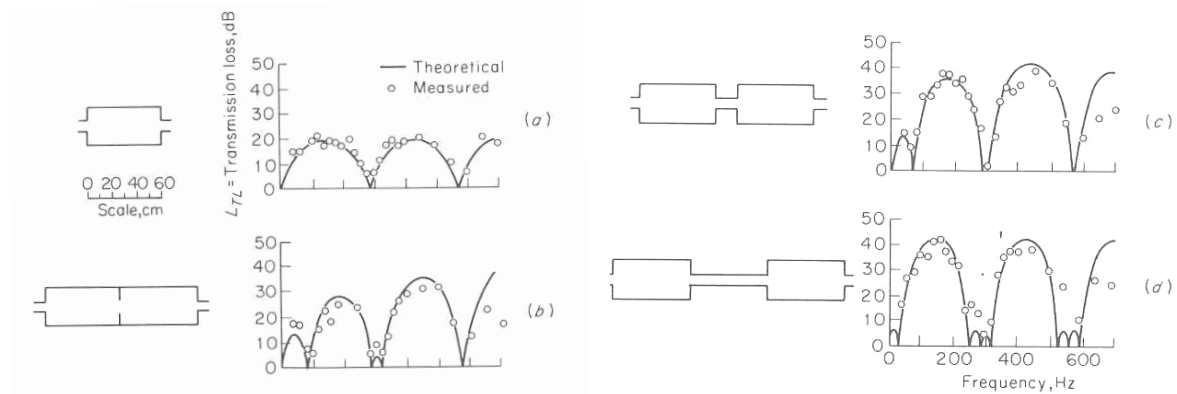 L_TL = Transmission loss, dB
50
40
30
20
10
0
— Theoretical
○ Measured
(a)
0 20 40 60
Scale, cm
50
40
30
20
10
0
(b)
50
40
30
20
10
0
(c)
50
40
30
20
10
0
0 200 400 600
Frequency, Hz
(d)